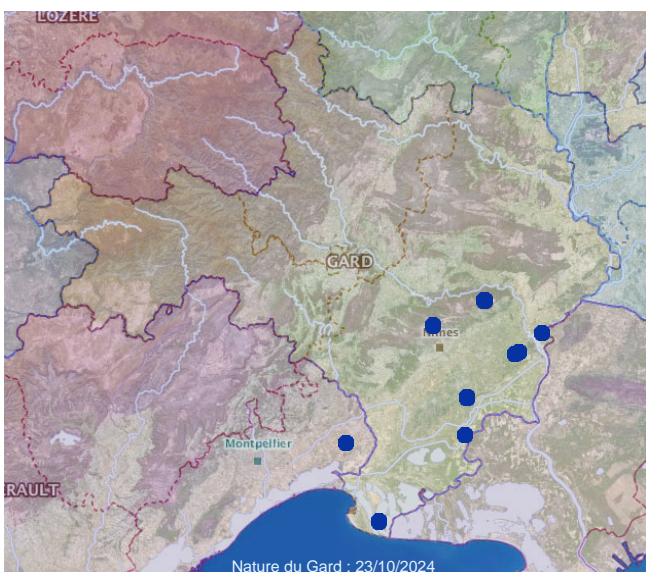 LOZERE
GARD
Nîmes
Montpellier
RAULT
Nature du Gard : 23/10/2024